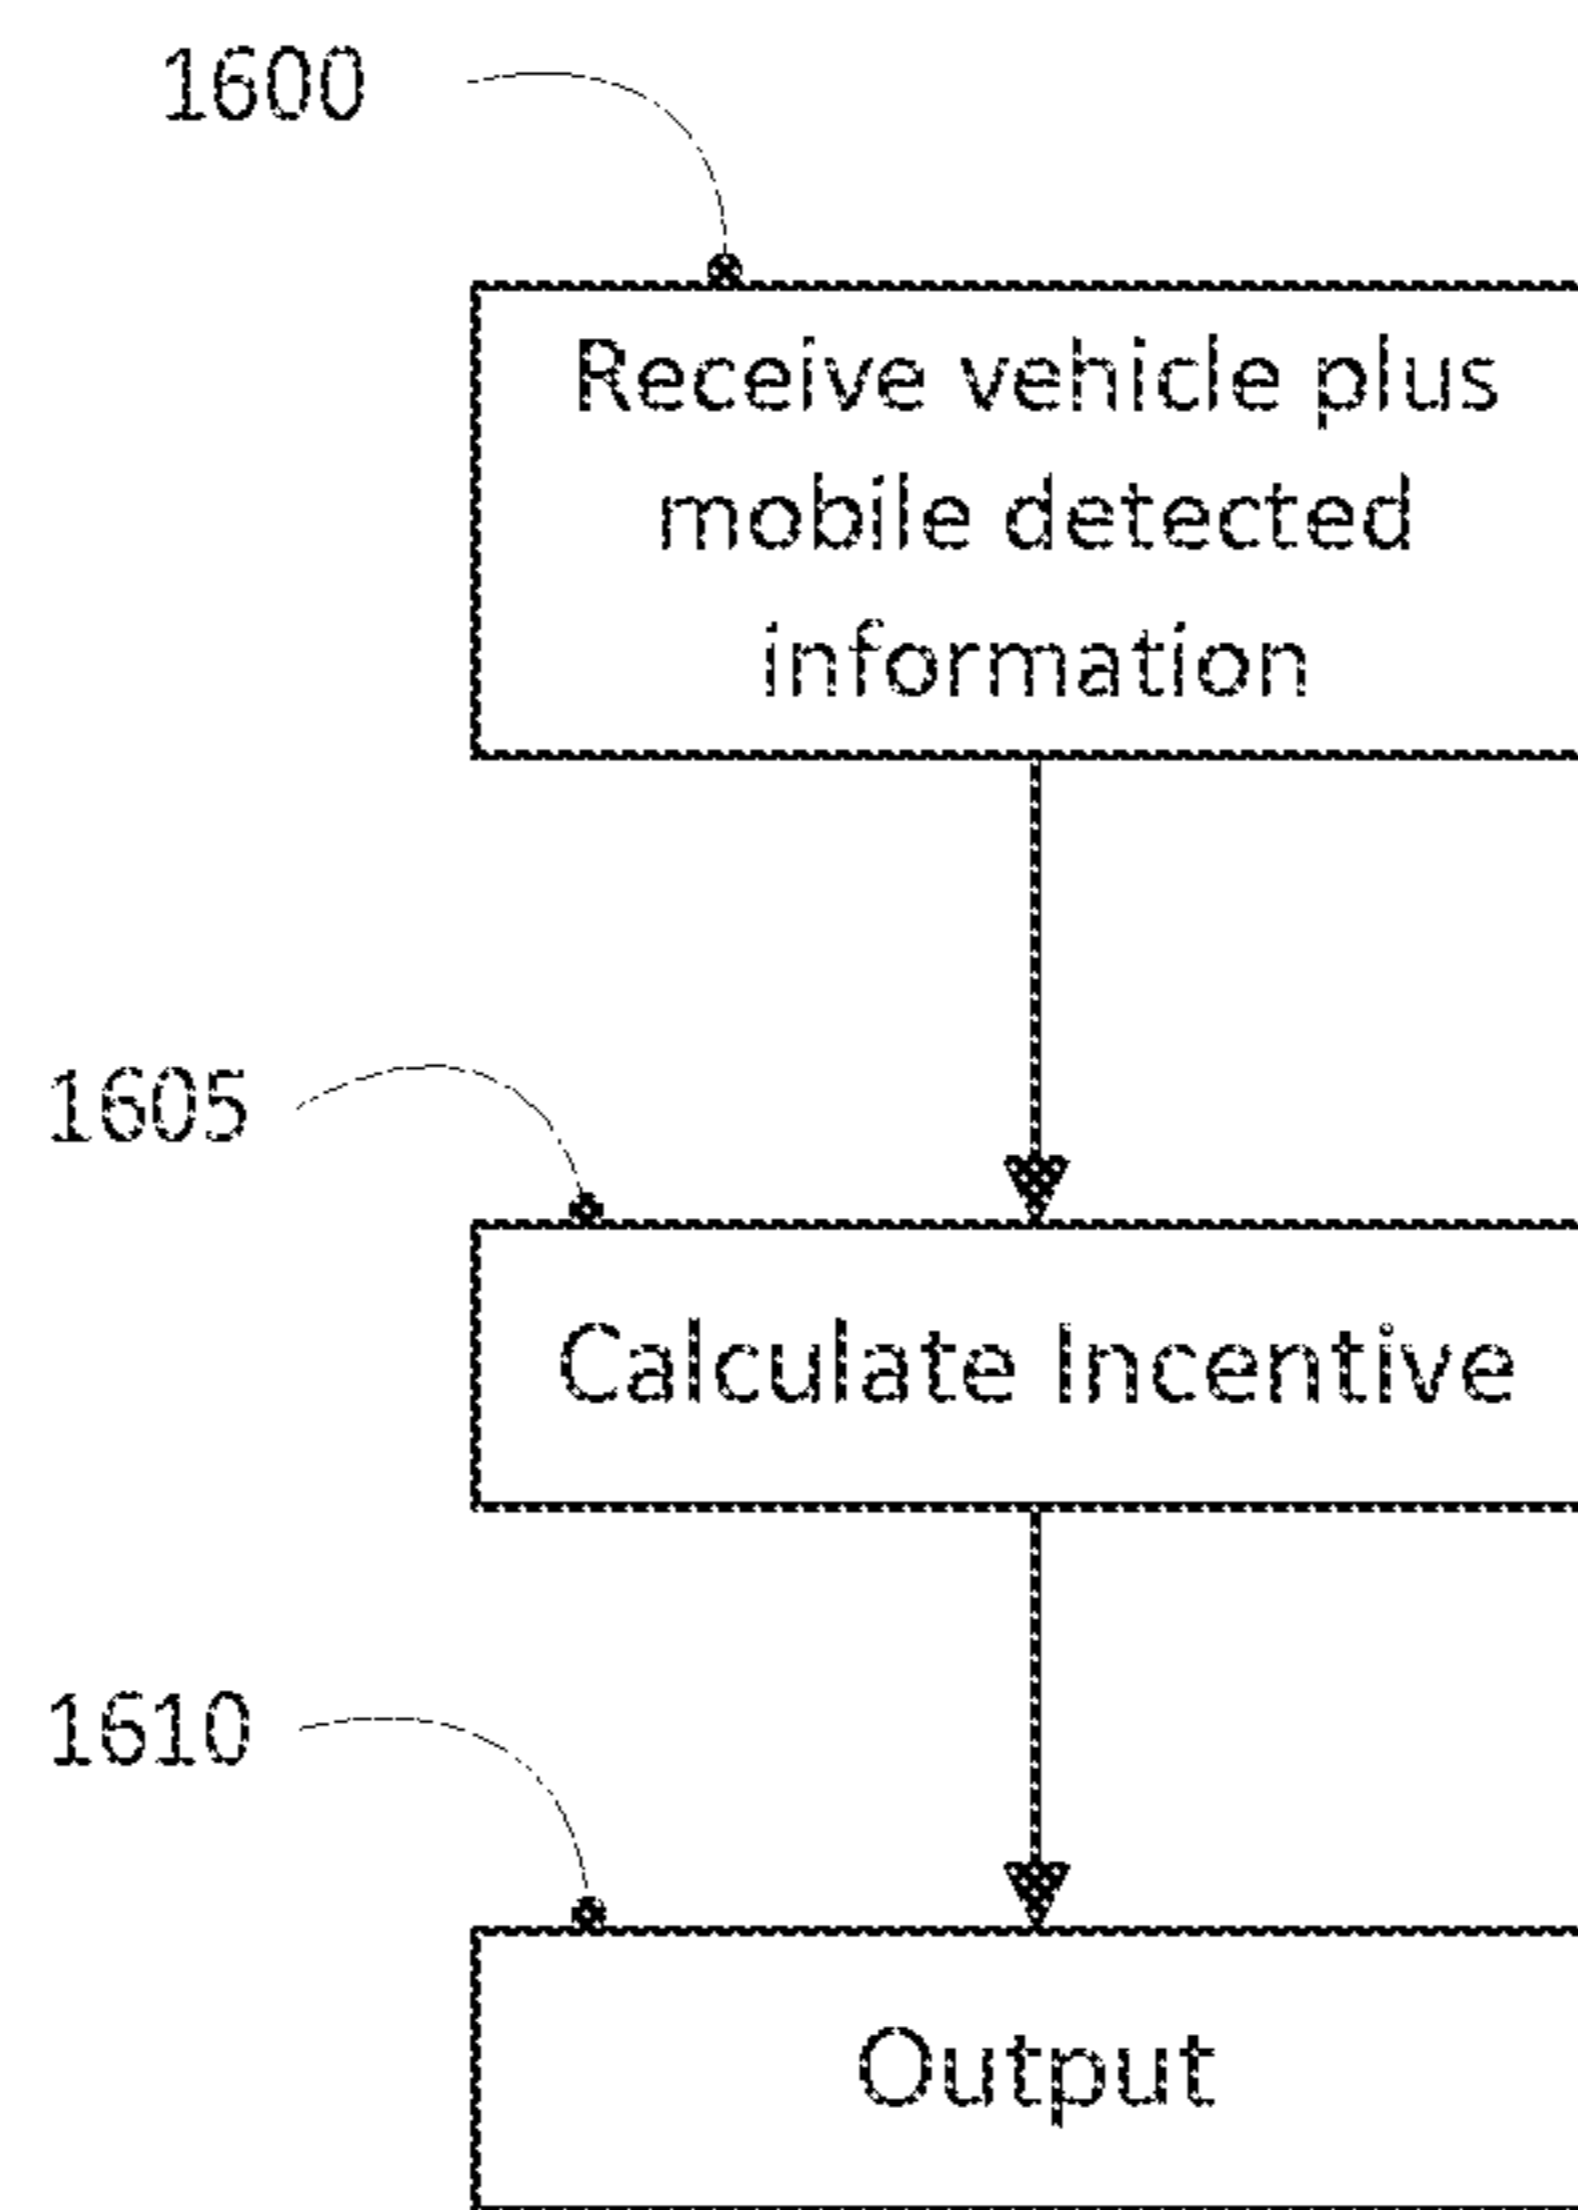 1600
Receive vehicle plus
mobile detected
information
1605
Calculate Incentive
1610
Output